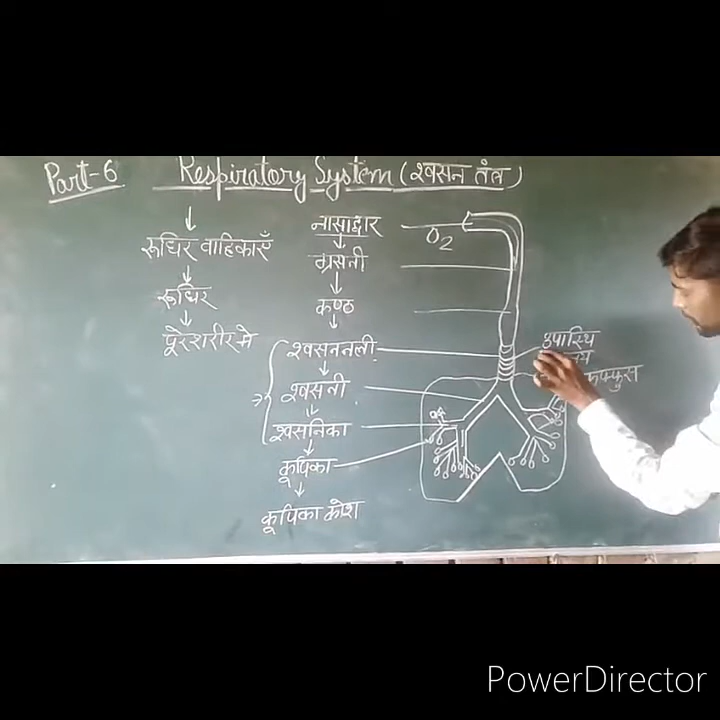 Part-6 Respiratory System (श्वसन तंत्र)
रूधिर वाहिकाएँ
रूधिर
पूरे शरीर मे
नासाद्वार
ग्रसनी
कण्ठ
श्वसननली
श्वसनी
श्वसनिका
कूपिका
कूपिका कोश
O2
उपास्थि
फुफ्फुस
PowerDirector